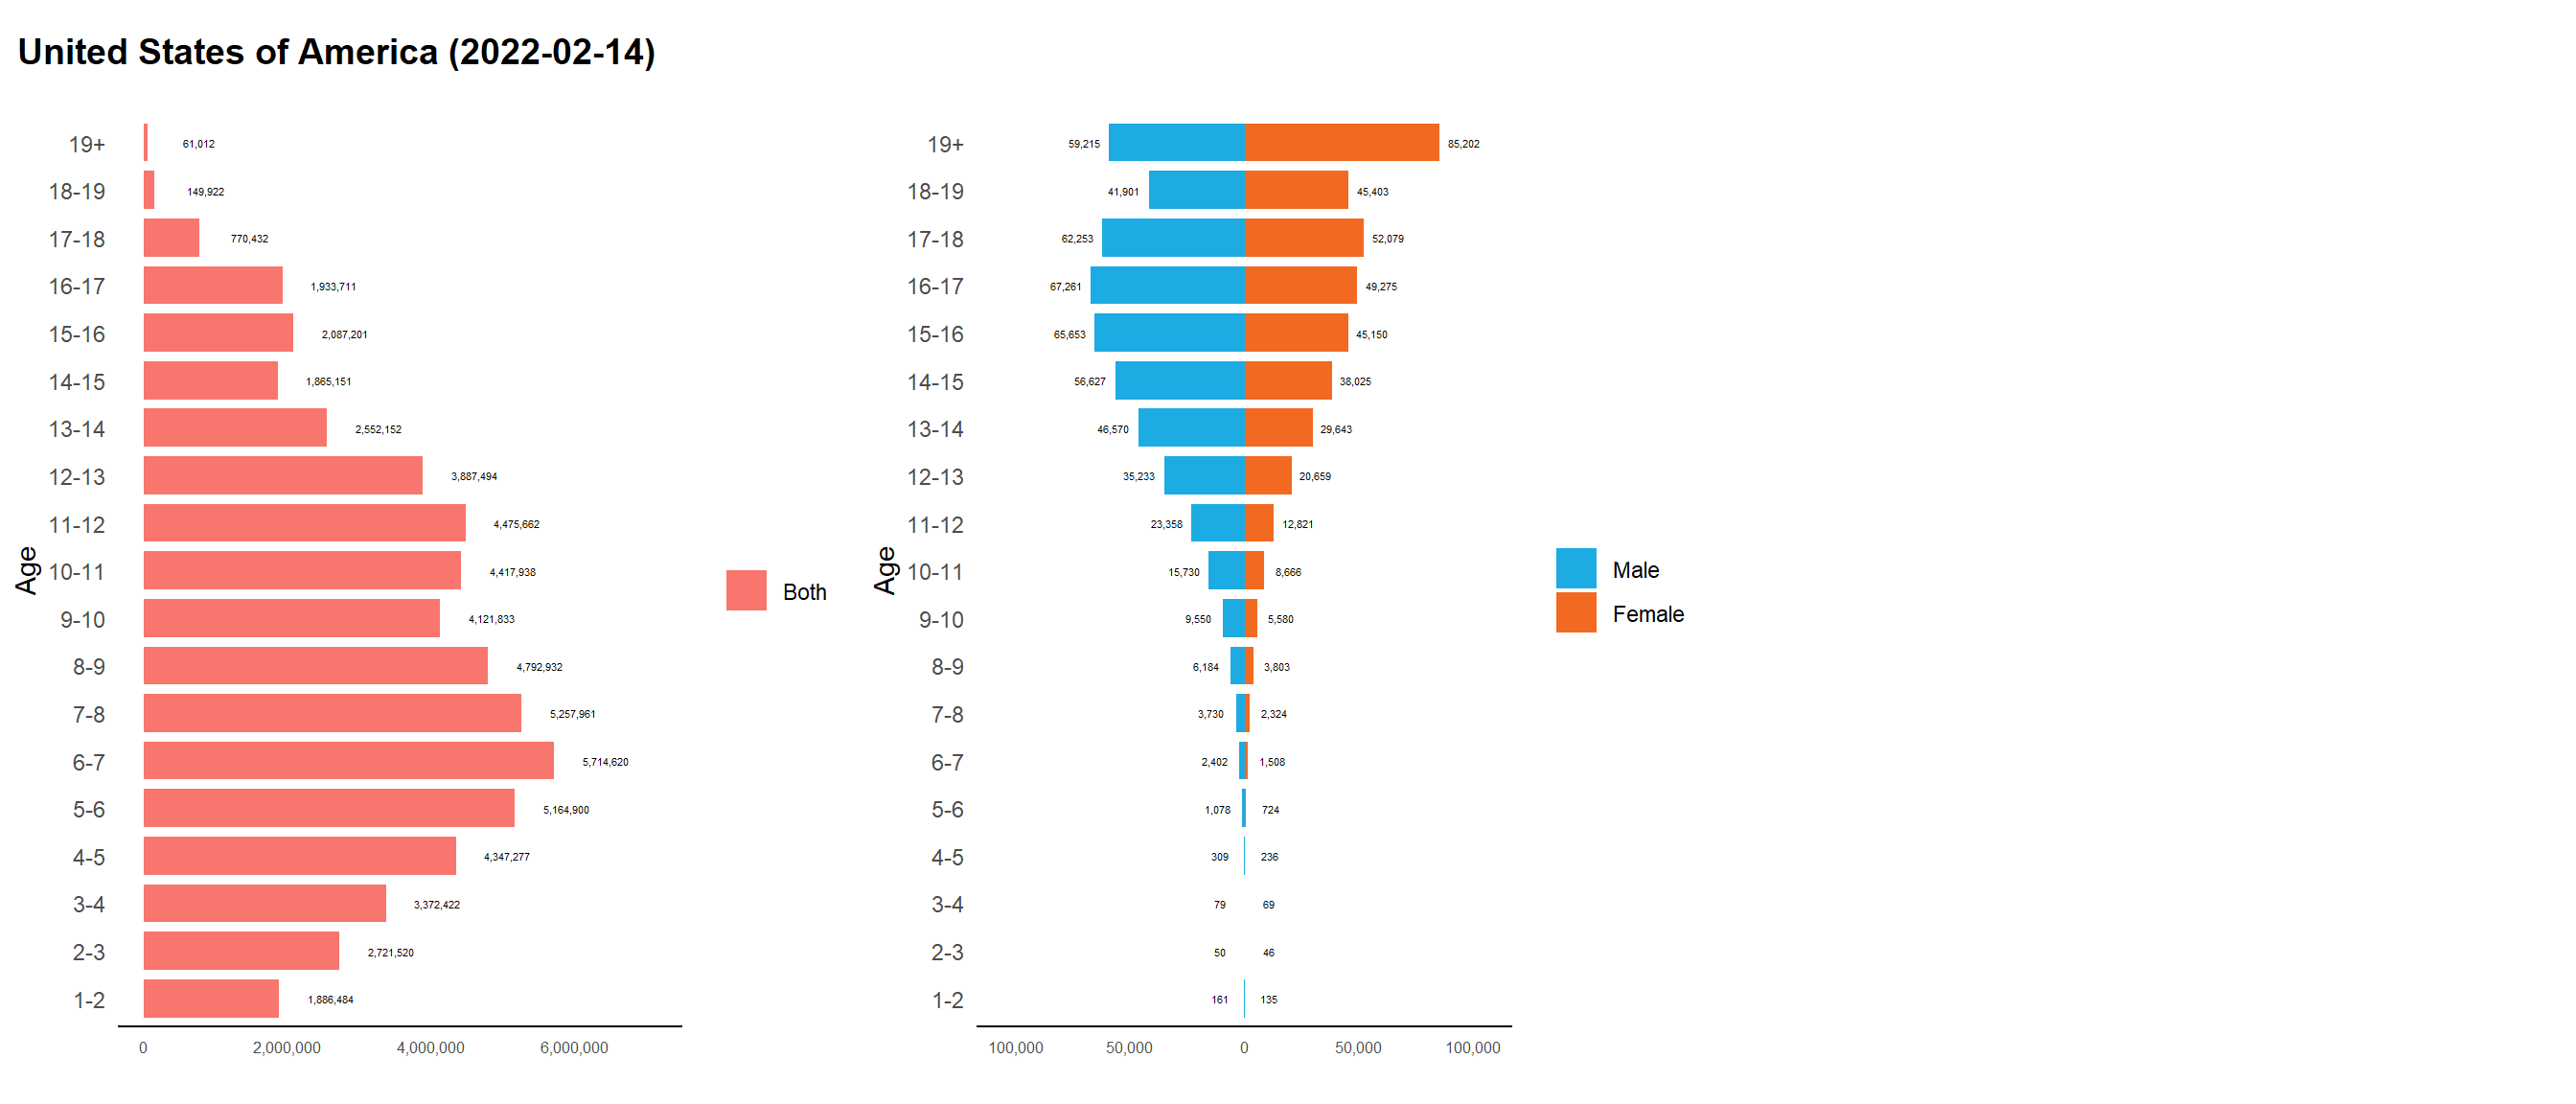 United States of America (2022-02-14)
Age
19+ 61,012
18-19 149,922
17-18 770,432
16-17 1,933,711
15-16 2,087,201
14-15 1,865,151
13-14 2,552,152
12-13 3,887,494
11-12 4,475,662
10-11 4,417,938
9-10 4,121,833
8-9 4,792,932
7-8 5,257,961
6-7 5,714,620
5-6 5,164,900
4-5 4,347,277
3-4 3,372,422
2-3 2,721,520
1-2 1,886,484
0 2,000,000 4,000,000 6,000,000
Both
Age
19+ 59,215 85,202
18-19 41,901 45,403
17-18 62,253 52,079
16-17 67,261 49,275
15-16 65,653 45,150
14-15 56,627 38,025
13-14 46,570 29,643
12-13 35,233 20,659
11-12 23,358 12,821
10-11 15,730 8,666
9-10 9,550 5,580
8-9 6,184 3,803
7-8 3,730 2,324
6-7 2,402 1,508
5-6 1,078 724
4-5 309 236
3-4 79 69
2-3 50 46
1-2 161 135
100,000 50,000 0 50,000 100,000
Male
Female